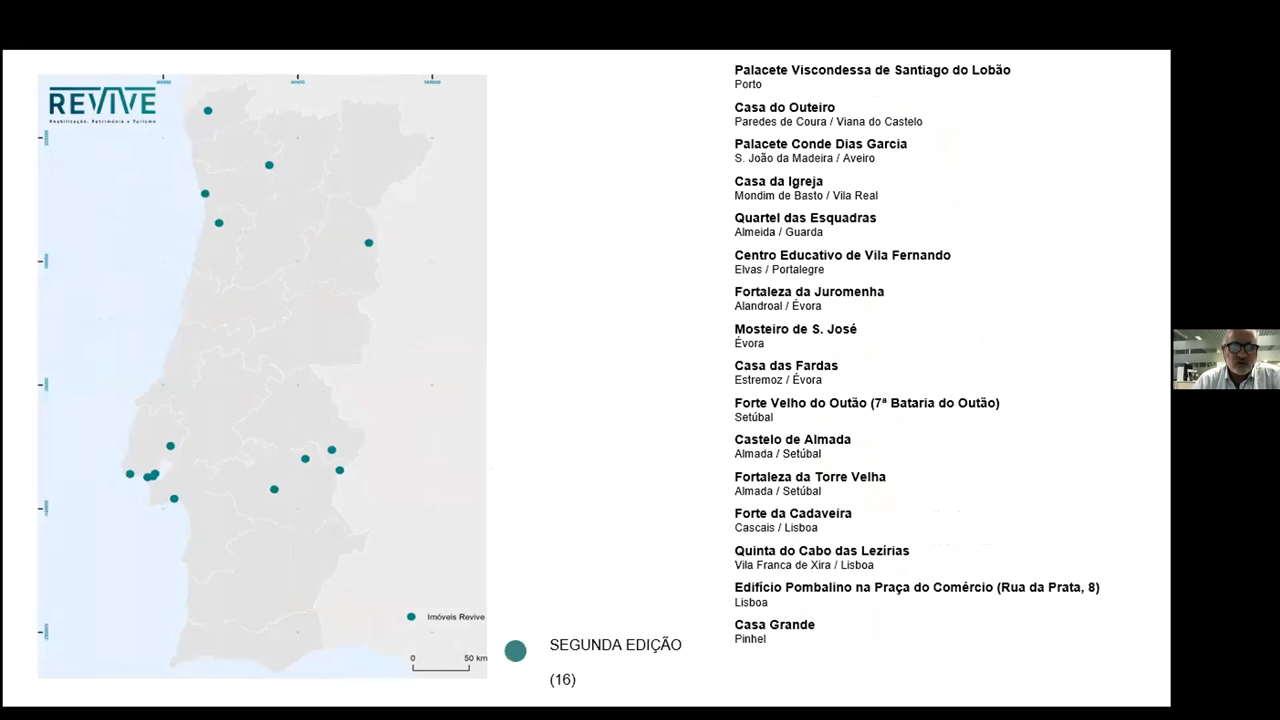 REVIVE
Reabilitação, Património e Turismo
Imóveis Revive
0 50 km
SEGUNDA EDIÇÃO
(16)
Palacete Viscondessa de Santiago do Lobão
Porto
Casa do Outeiro
Paredes de Coura / Viana do Castelo
Palacete Conde Dias Garcia
S. João da Madeira / Aveiro
Casa da Igreja
Mondim de Basto / Vila Real
Quartel das Esquadras
Almeida / Guarda
Centro Educativo de Vila Fernando
Elvas / Portalegre
Fortaleza da Juromenha
Alandroal / Évora
Mosteiro de S. José
Évora
Casa das Fardas
Estremoz / Évora
Forte Velho do Outão (7ª Bataria do Outão)
Setúbal
Castelo de Almada
Almada / Setúbal
Fortaleza da Torre Velha
Almada / Setúbal
Forte da Cadaveira
Cascais / Lisboa
Quinta do Cabo das Lezírias
Vila Franca de Xira / Lisboa
Edifício Pombalino na Praça do Comércio (Rua da Prata, 8)
Lisboa
Casa Grande
Pinhel